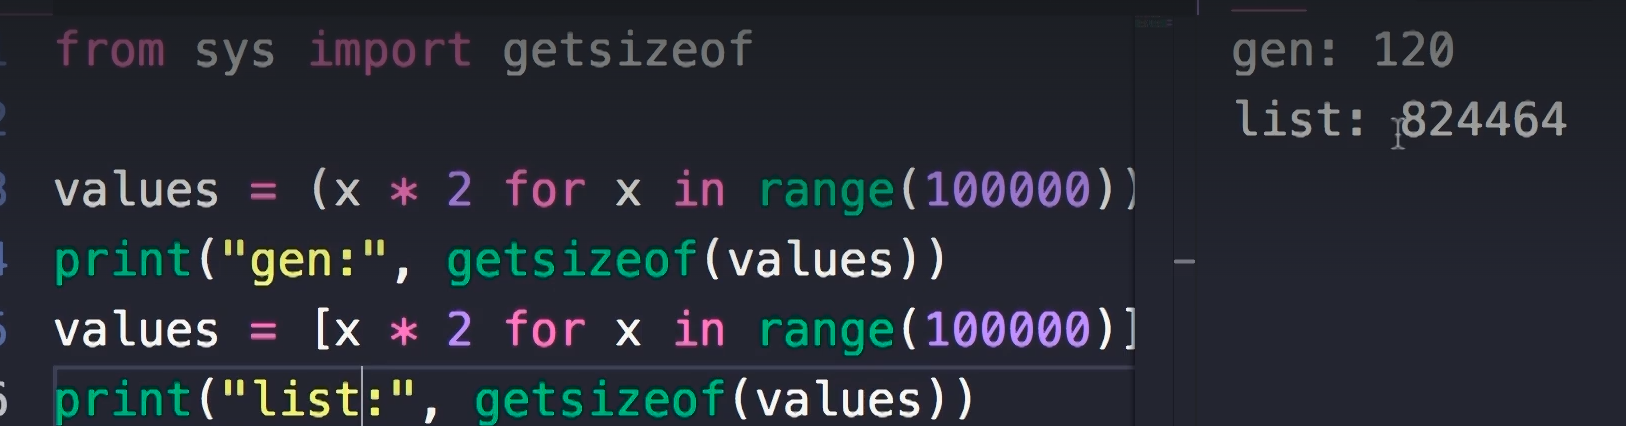 from sys import getsizeof
values = (x * 2 for x in range(100000))
print("gen:", getsizeof(values))
values = [x * 2 for x in range(100000)]
print("list:", getsizeof(values))
gen: 120
list: 824464